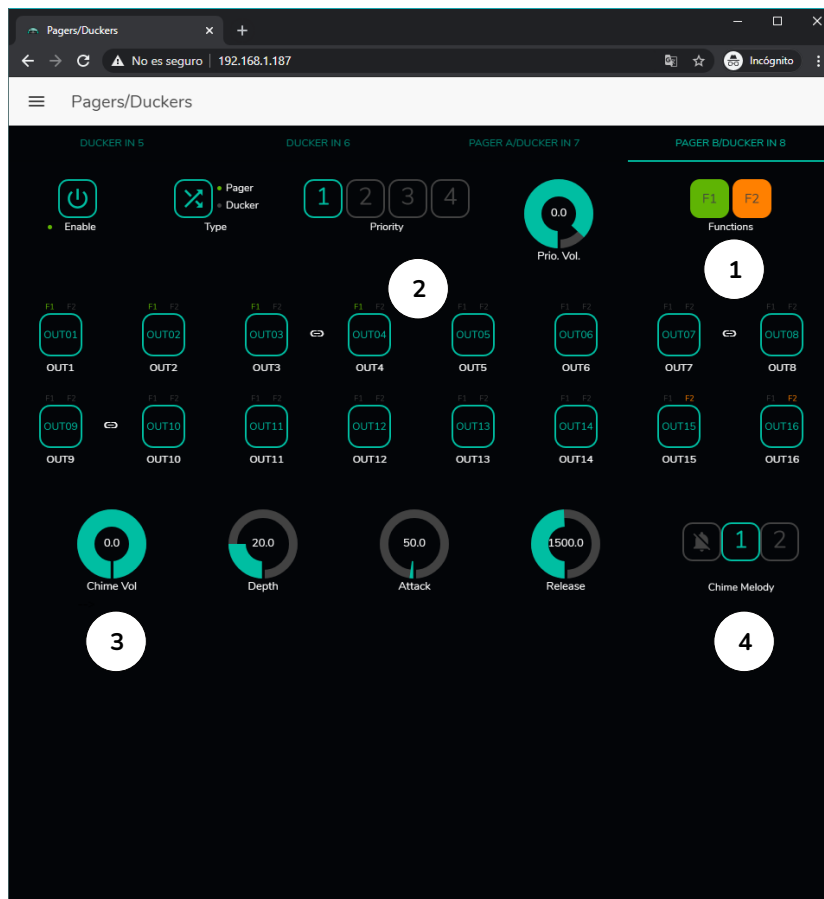 Pagers/Duckers
No es seguro | 192.168.1.187
Incógnito
Pagers/Duckers
DUCKER IN 5 DUCKER IN 6 PAGER A/DUCKER IN 7 PAGER B/DUCKER IN 8
Enable
Pager
Ducker
Type
1 2 3 4
Priority
0.0
Prio. Vol.
F1 F2
Functions
1
2
F1 F2 F1 F2 F1 F2 F1 F2 F1 F2 F1 F2 F1 F2 F1 F2
OUT01 OUT02 OUT03 OUT04 OUT05 OUT06 OUT07 OUT08
OUT1 OUT2 OUT3 OUT4 OUT5 OUT6 OUT7 OUT8
F1 F2 F1 F2 F1 F2 F1 F2 F1 F2 F1 F2 F1 F2 F1 F2
OUT09 OUT10 OUT11 OUT12 OUT13 OUT14 OUT15 OUT16
OUT9 OUT10 OUT11 OUT12 OUT13 OUT14 OUT15 OUT16
0.0 20.0 50.0 1500.0 1 2
Chime Vol Depth Attack Release Chime Melody
3 4